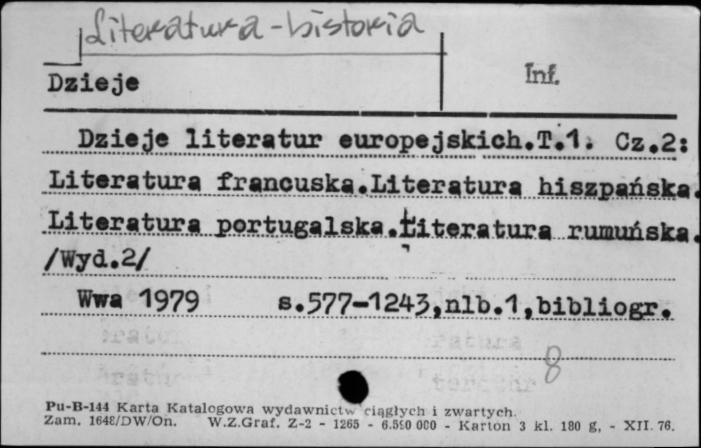 Literatura-historia
Dzieje
Inf.
Dzieje literatur europejskich.T.1. Cz.2:
Literatura francuska.Literatura hiszpańska.
Literatura portugalska.Literatura rumuńska.
/Wyd.2/
Wwa 1979 s.577-1243,nlb.1,bibliogr.
8
Pu-B-144 Karta Katalogowa wydawnictw ciągłych i zwartych.
Zam. 1648/DW/On. W.Z.Graf. Z-2 - 1265 - 6.590 000 - Karton 3 kl. 180 g, - XII. 76.